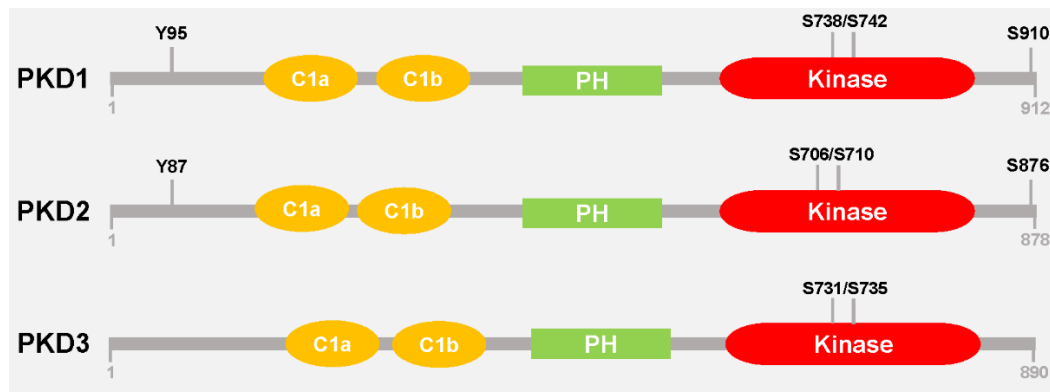 Y95 S738/S742 S910
PKD1 C1a C1b PH Kinase
1 912
Y87 S706/S710 S876
PKD2 C1a C1b PH Kinase
1 878
S731/S735
PKD3 C1a C1b PH Kinase
1 890